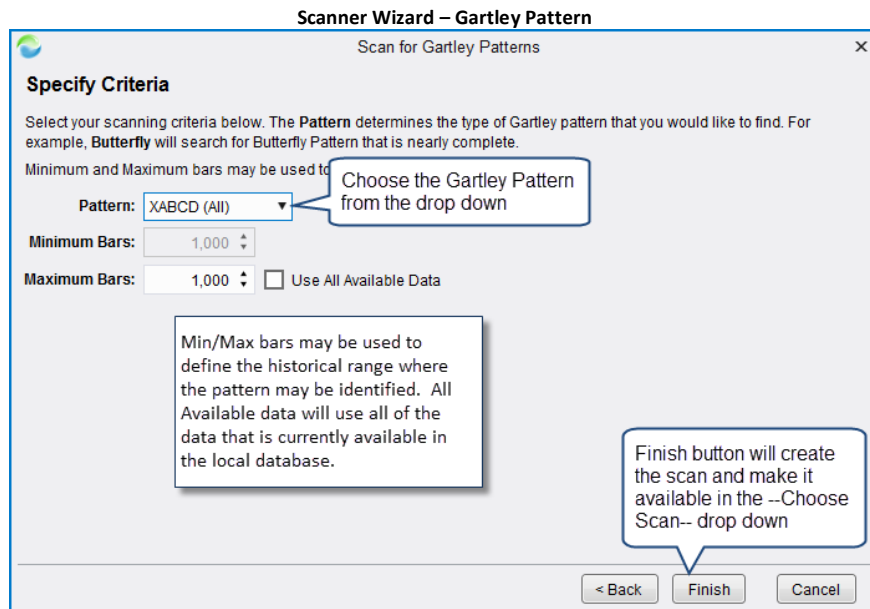 Scanner Wizard – Gartley Pattern
Scan for Gartley Patterns
Specify Criteria
Select your scanning criteria below. The Pattern determines the type of Gartley pattern that you would like to find. For
example, Butterfly will search for Butterfly Pattern that is nearly complete.
Minimum and Maximum bars may be used to
Choose the Gartley Pattern
from the drop down
Pattern: XABCD (All)
Minimum Bars: 1,000
Maximum Bars: 1,000 Use All Available Data
Min/Max bars may be used to
define the historical range where
the pattern may be identified. All
Available data will use all of the
data that is currently available in
the local database.
Finish button will create
the scan and make it
available in the --Choose
Scan-- drop down
< Back Finish Cancel